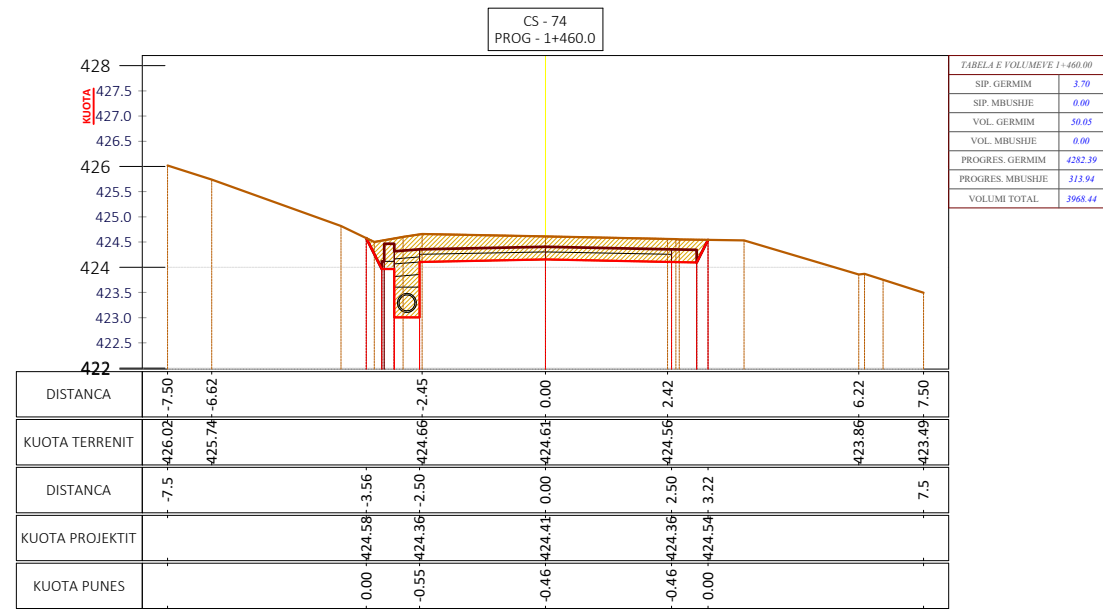 CS - 74
PROG - 1+460.0
KUOTA
428
427.5
427.0
426.5
426
425.5
425.0
424.5
424
423.5
423.0
422.5
422
TABELA E VOLUMEVE 1+460.00
SIP. GERMIM 3.70
SIP. MBUSHJE 0.00
VOL. GERMIM 50.05
VOL. MBUSHJE 0.00
PROGRES. GERMIM 4282.39
PROGRES. MBUSHJE 313.94
VOLUMI TOTAL 3968.44
DISTANCA -7.50 -6.62 -2.45 0.00 2.42 6.22 7.50
KUOTA TERRENIT 426.02 425.74 424.66 424.61 424.56 423.86 423.49
DISTANCA -7.5 -3.56 -2.50 0.00 2.50 3.22 7.5
KUOTA PROJEKTIT 424.58 424.36 424.41 424.36 424.54
KUOTA PUNES 0.00 -0.55 -0.46 -0.46 0.00